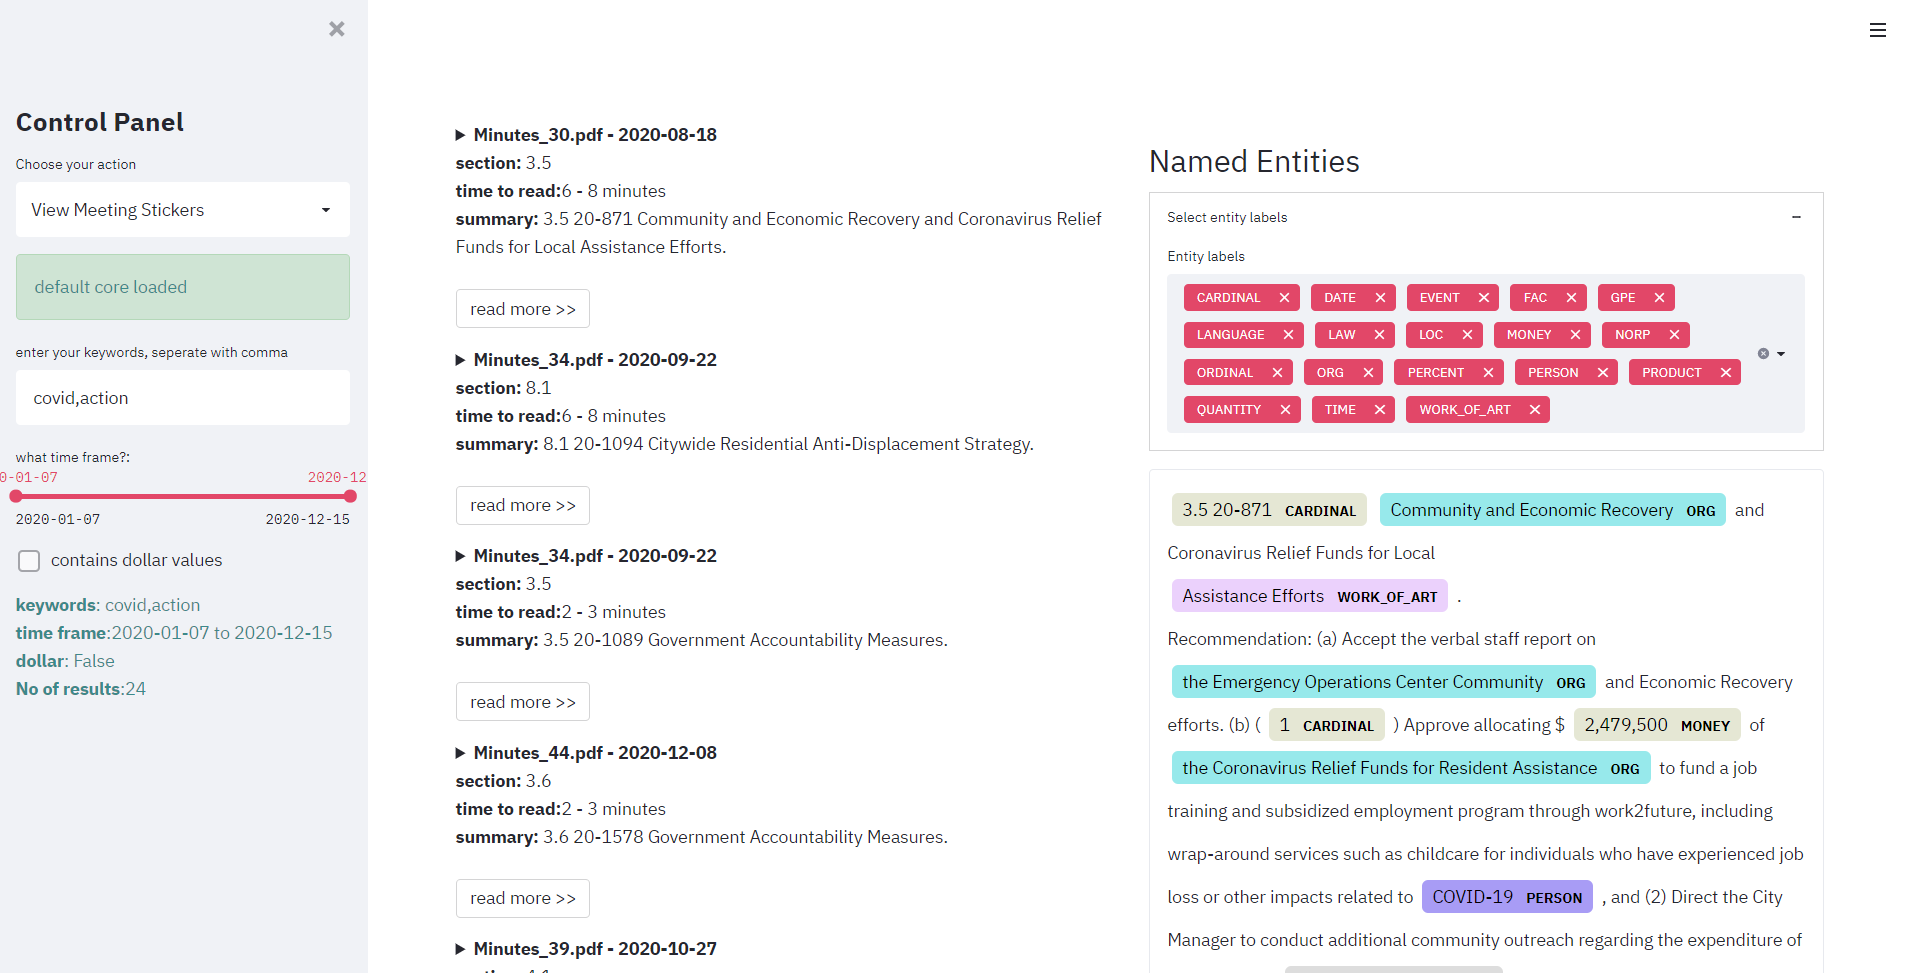 Control Panel
Choose your action
View Meeting Stickers
default core loaded
enter your keywords, seperate with comma
covid,action
what time frame?:
0-01-07 2020-12
2020-01-07 2020-12-15
contains dollar values
keywords: covid,action
time frame:2020-01-07 to 2020-12-15
dollar: False
No of results:24
Minutes_30.pdf - 2020-08-18
section: 3.5
time to read:6 - 8 minutes
summary: 3.5 20-871 Community and Economic Recovery and Coronavirus Relief
Funds for Local Assistance Efforts.
read more >>
Minutes_34.pdf - 2020-09-22
section: 8.1
time to read:6 - 8 minutes
summary: 8.1 20-1094 Citywide Residential Anti-Displacement Strategy.
read more >>
Minutes_34.pdf - 2020-09-22
section: 3.5
time to read:2 - 3 minutes
summary: 3.5 20-1089 Government Accountability Measures.
read more >>
Minutes_44.pdf - 2020-12-08
section: 3.6
time to read:2 - 3 minutes
summary: 3.6 20-1578 Government Accountability Measures.
read more >>
Minutes_39.pdf - 2020-10-27
Named Entities
Select entity labels
Entity labels
CARDINAL DATE EVENT FAC GPE
LANGUAGE LAW LOC MONEY NORP
ORDINAL ORG PERCENT PERSON PRODUCT
QUANTITY TIME WORK_OF_ART
3.5 20-871 CARDINAL Community and Economic Recovery ORG and
Coronavirus Relief Funds for Local
Assistance Efforts WORK_OF_ART .
Recommendation: (a) Accept the verbal staff report on
the Emergency Operations Center Community ORG and Economic Recovery
efforts. (b) ( 1 CARDINAL ) Approve allocating $ 2,479,500 MONEY of
the Coronavirus Relief Funds for Resident Assistance ORG to fund a job
training and subsidized employment program through work2future, including
wrap-around services such as childcare for individuals who have experienced job
loss or other impacts related to COVID-19 PERSON , and (2) Direct the City
Manager to conduct additional community outreach regarding the expenditure of